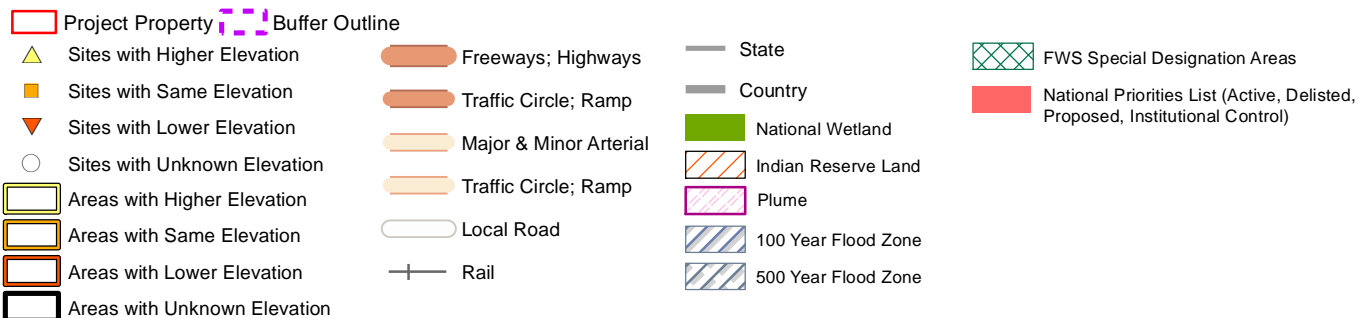 Project Property
Buffer Outline
Sites with Higher Elevation
Sites with Same Elevation
Sites with Lower Elevation
Sites with Unknown Elevation
Areas with Higher Elevation
Areas with Same Elevation
Areas with Lower Elevation
Areas with Unknown Elevation
Freeways; Highways
Traffic Circle; Ramp
Major & Minor Arterial
Traffic Circle; Ramp
Local Road
Rail
State
Country
National Wetland
Indian Reserve Land
Plume
100 Year Flood Zone
500 Year Flood Zone
FWS Special Designation Areas
National Priorities List (Active, Delisted,
Proposed, Institutional Control)